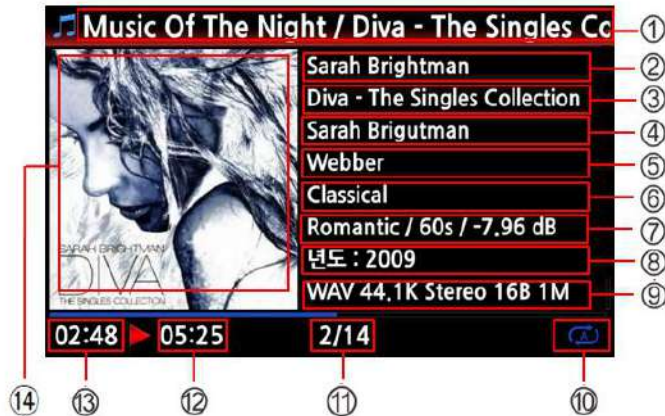 Music Of The Night / Diva - The Singles Co
①
Sarah Brightman
②
Diva - The Singles Collection
③
Sarah Brigutman
④
Webber
⑤
Classical
⑥
Romantic / 60s / -7.96 dB
⑦
년도 : 2009
⑧
WAV 44.1K Stereo 16B 1M
⑨
SARAH BRIGHTMAN
DIVA
THE SINGLES COLLECTION
02:48 05:25 2/14 A
⑭ ⑬ ⑫ ⑪ ⑩